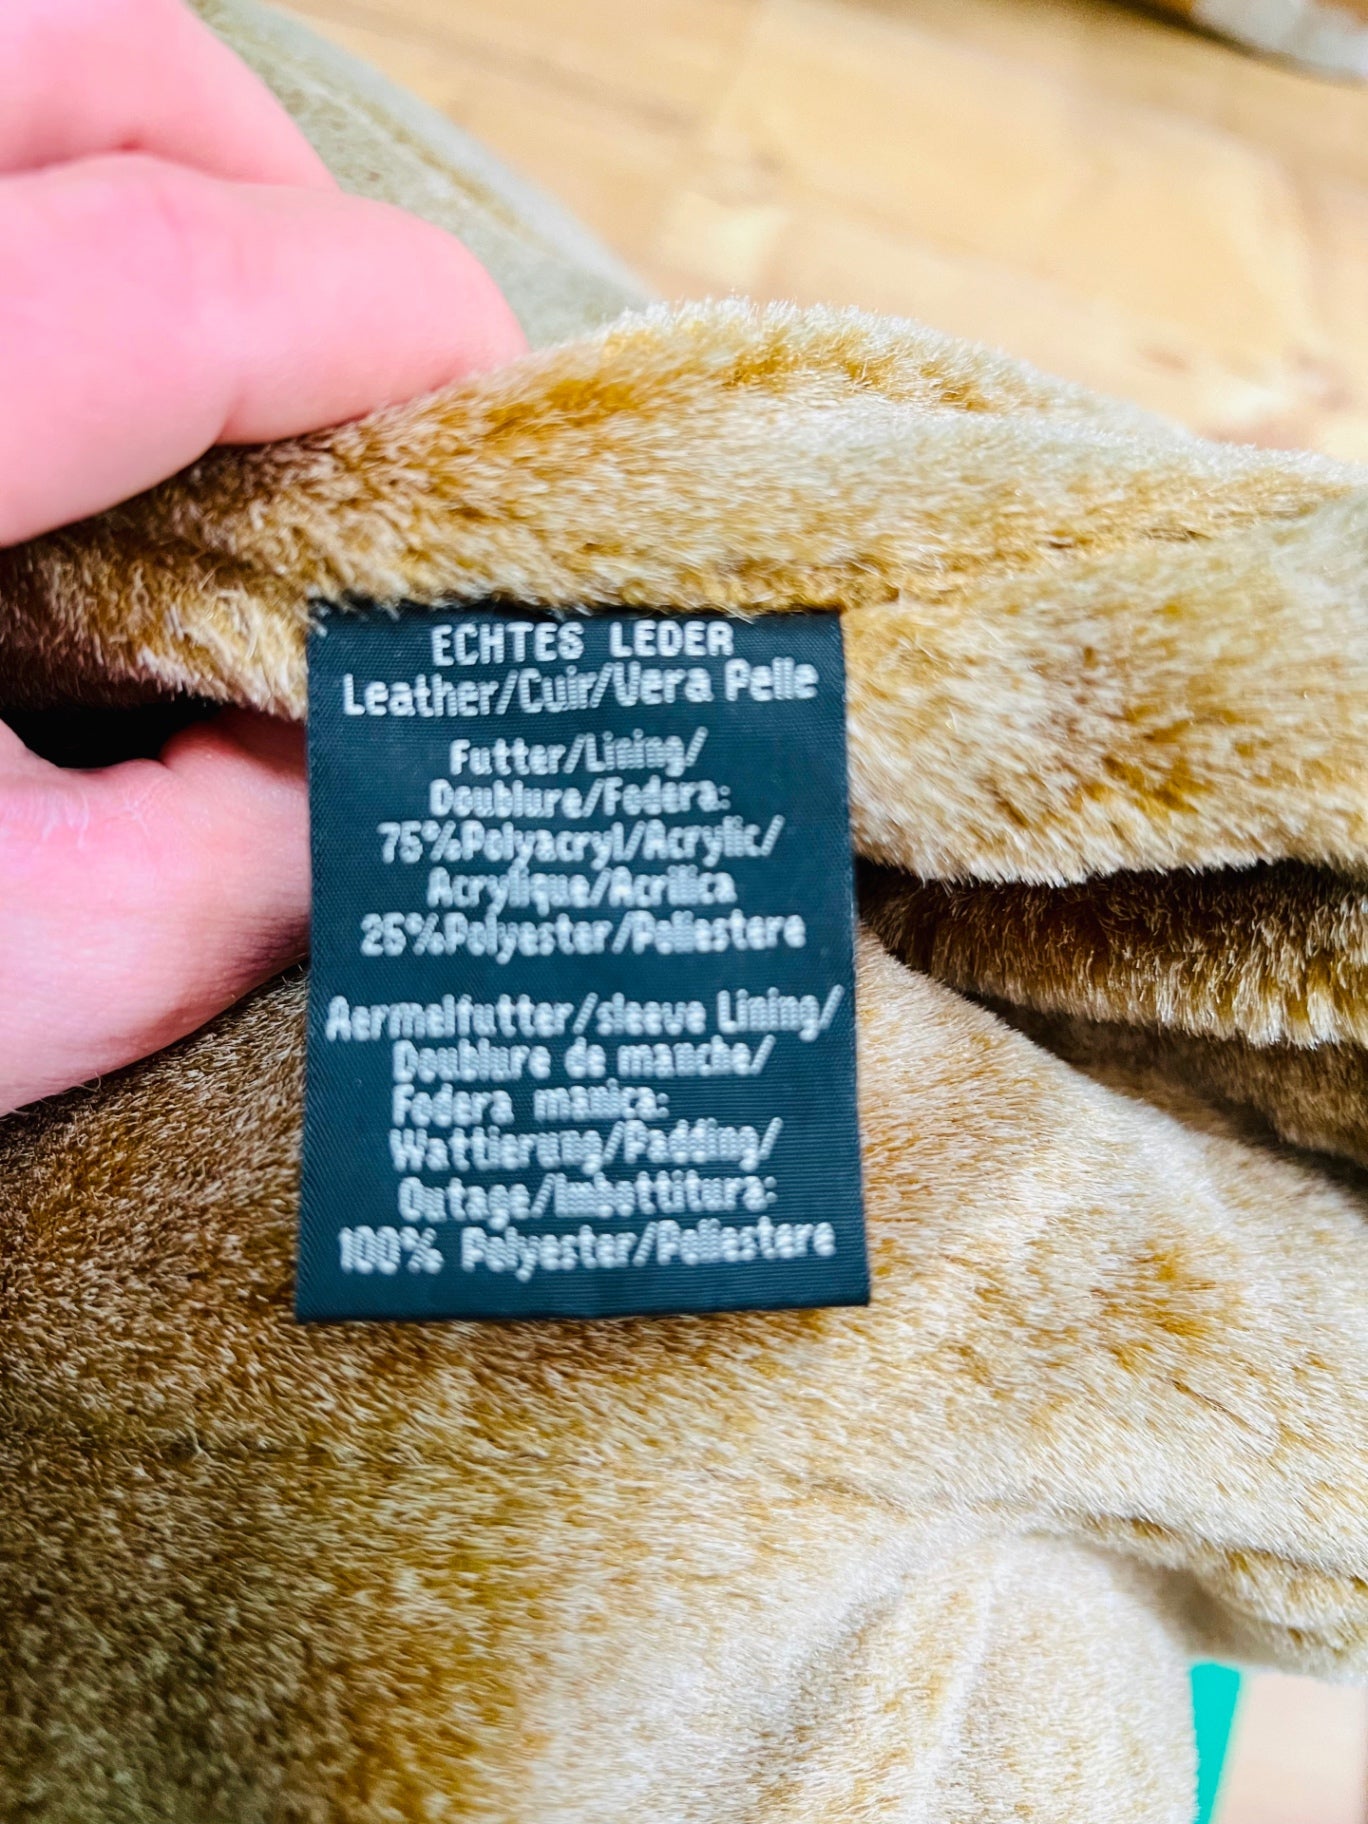 ECHTES LEDER
Leather/Cuir/Vera Pelle
Futter/Lining/
Doublure/Fodera:
75%Polyacryl/Acrylic/
Acrylique/Acrilica
25%Polyester/Poliestere
Aermelfutter/sleeve Lining/
Doublure de manche/
Fodera manica:
Wattierung/Padding/
Outage/Imbottitura:
100% Polyester/Poliestere